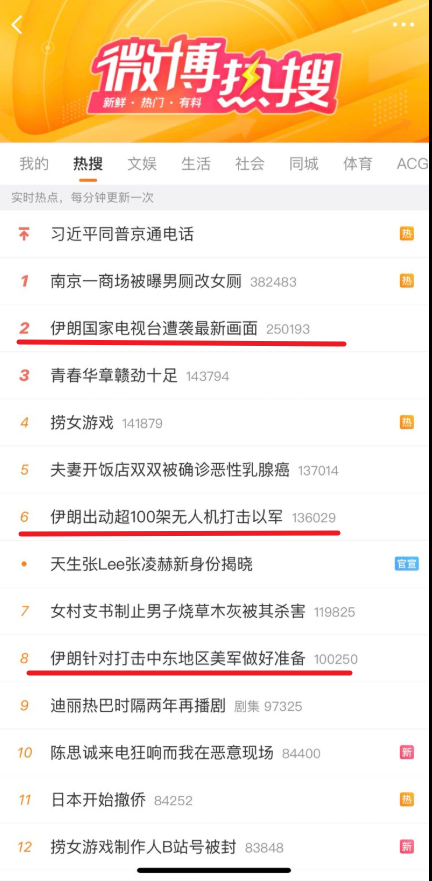 微博热搜
新鲜·热门·有料
我的 热搜 文娱 生活 社会 同城 体育 ACG
实时热点，每分钟更新一次
习近平同普京通电话 热
1 南京一商场被曝男厕改女厕 382483 热
2 伊朗国家电视台遭袭最新画面 250193
3 青春华章赣劲十足 143794
4 捞女游戏 141879 热
5 夫妻开饭店双双被确诊恶性乳腺癌 137014
6 伊朗出动超100架无人机打击以军 136029
• 天生张Lee张凌赫新身份揭晓 官宣
7 女村支书制止男子烧草木灰被其杀害 119825
8 伊朗针对打击中东地区美军做好准备 100250
9 迪丽热巴时隔两年再播剧 剧集 97325
10 陈思诚来电狂响而我在恶意现场 84400 新
11 日本开始撤侨 84252 热
12 捞女游戏制作人B站号被封 83848 新